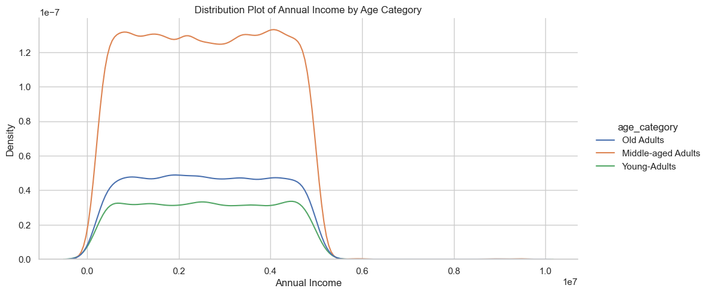 Distribution Plot of Annual Income by Age Category
1e−7
1.2
1.0
0.8
0.6
0.4
0.2
0.0
Density
0.0 0.2 0.4 0.6 0.8 1.0
1e7
Annual Income
age_category
Old Adults
Middle-aged Adults
Young-Adults